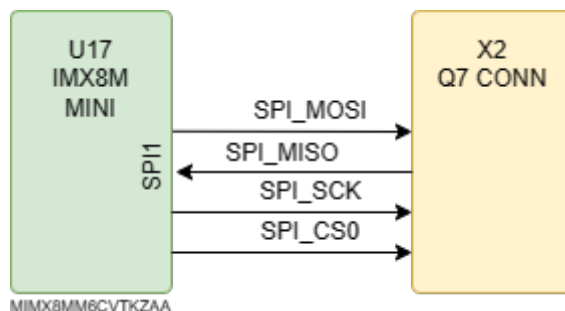 U17
IMX8M
MINI
X2
Q7 CONN
SPI1
SPI_MOSI
SPI_MISO
SPI_SCK
SPI_CS0
MIMX8MM6CVTKZAA